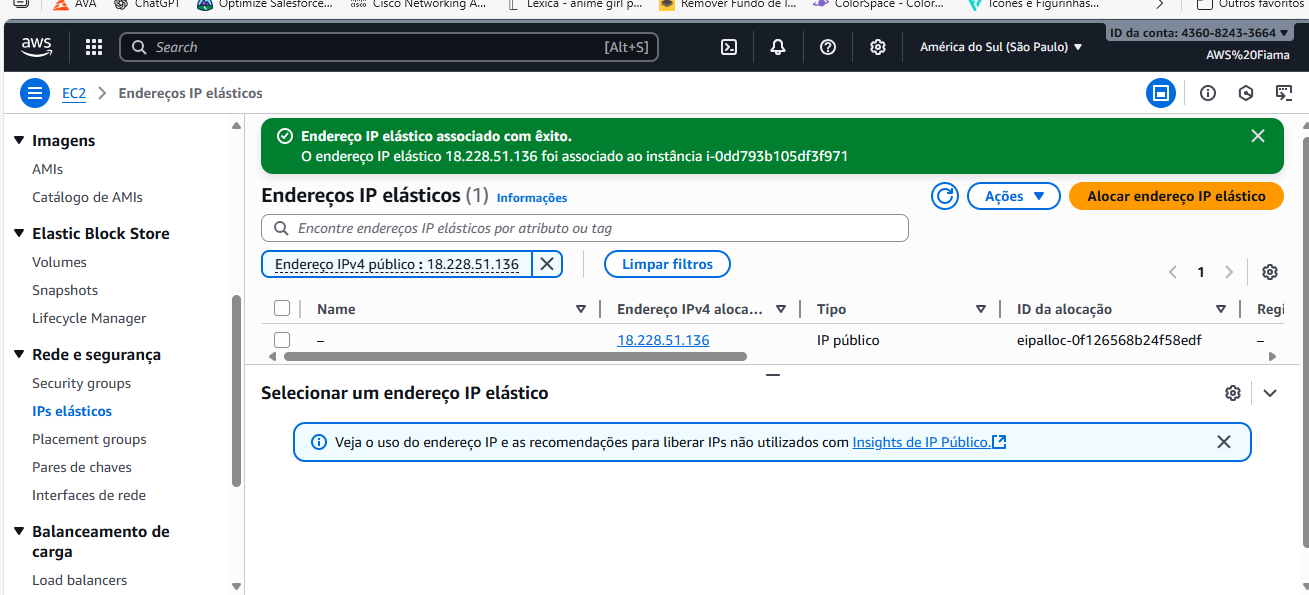 AVA ChatGPT Optimize Salesforce... Cisco Networking A... Lexica - anime girl p... Remover Fundo de I... ColorSpace - Color... Ícones e Figurinhas... Outros favoritos
aws Search [Alt+S] América do Sul (São Paulo) ID da conta: 4360-8243-3664
AWS%20Fiama
EC2 Endereços IP elásticos
Imagens
AMIs
Catálogo de AMIs
Elastic Block Store
Volumes
Snapshots
Lifecycle Manager
Rede e segurança
Security groups
IPs elásticos
Placement groups
Pares de chaves
Interfaces de rede
Balanceamento de
carga
Load balancers
Endereço IP elástico associado com êxito.
O endereço IP elástico 18.228.51.136 foi associado ao instância i-0dd793b105df3f971
Endereços IP elásticos (1) Informações Ações Alocar endereço IP elástico
Encontre endereços IP elásticos por atributo ou tag
Endereço IPv4 público : 18.228.51.136 Limpar filtros 1
Name Endereço IPv4 aloca... Tipo ID da alocação Regi
– 18.228.51.136 IP público eipalloc-0f126568b24f58edf –
Selecionar um endereço IP elástico
Veja o uso do endereço IP e as recomendações para liberar IPs não utilizados com Insights de IP Público.